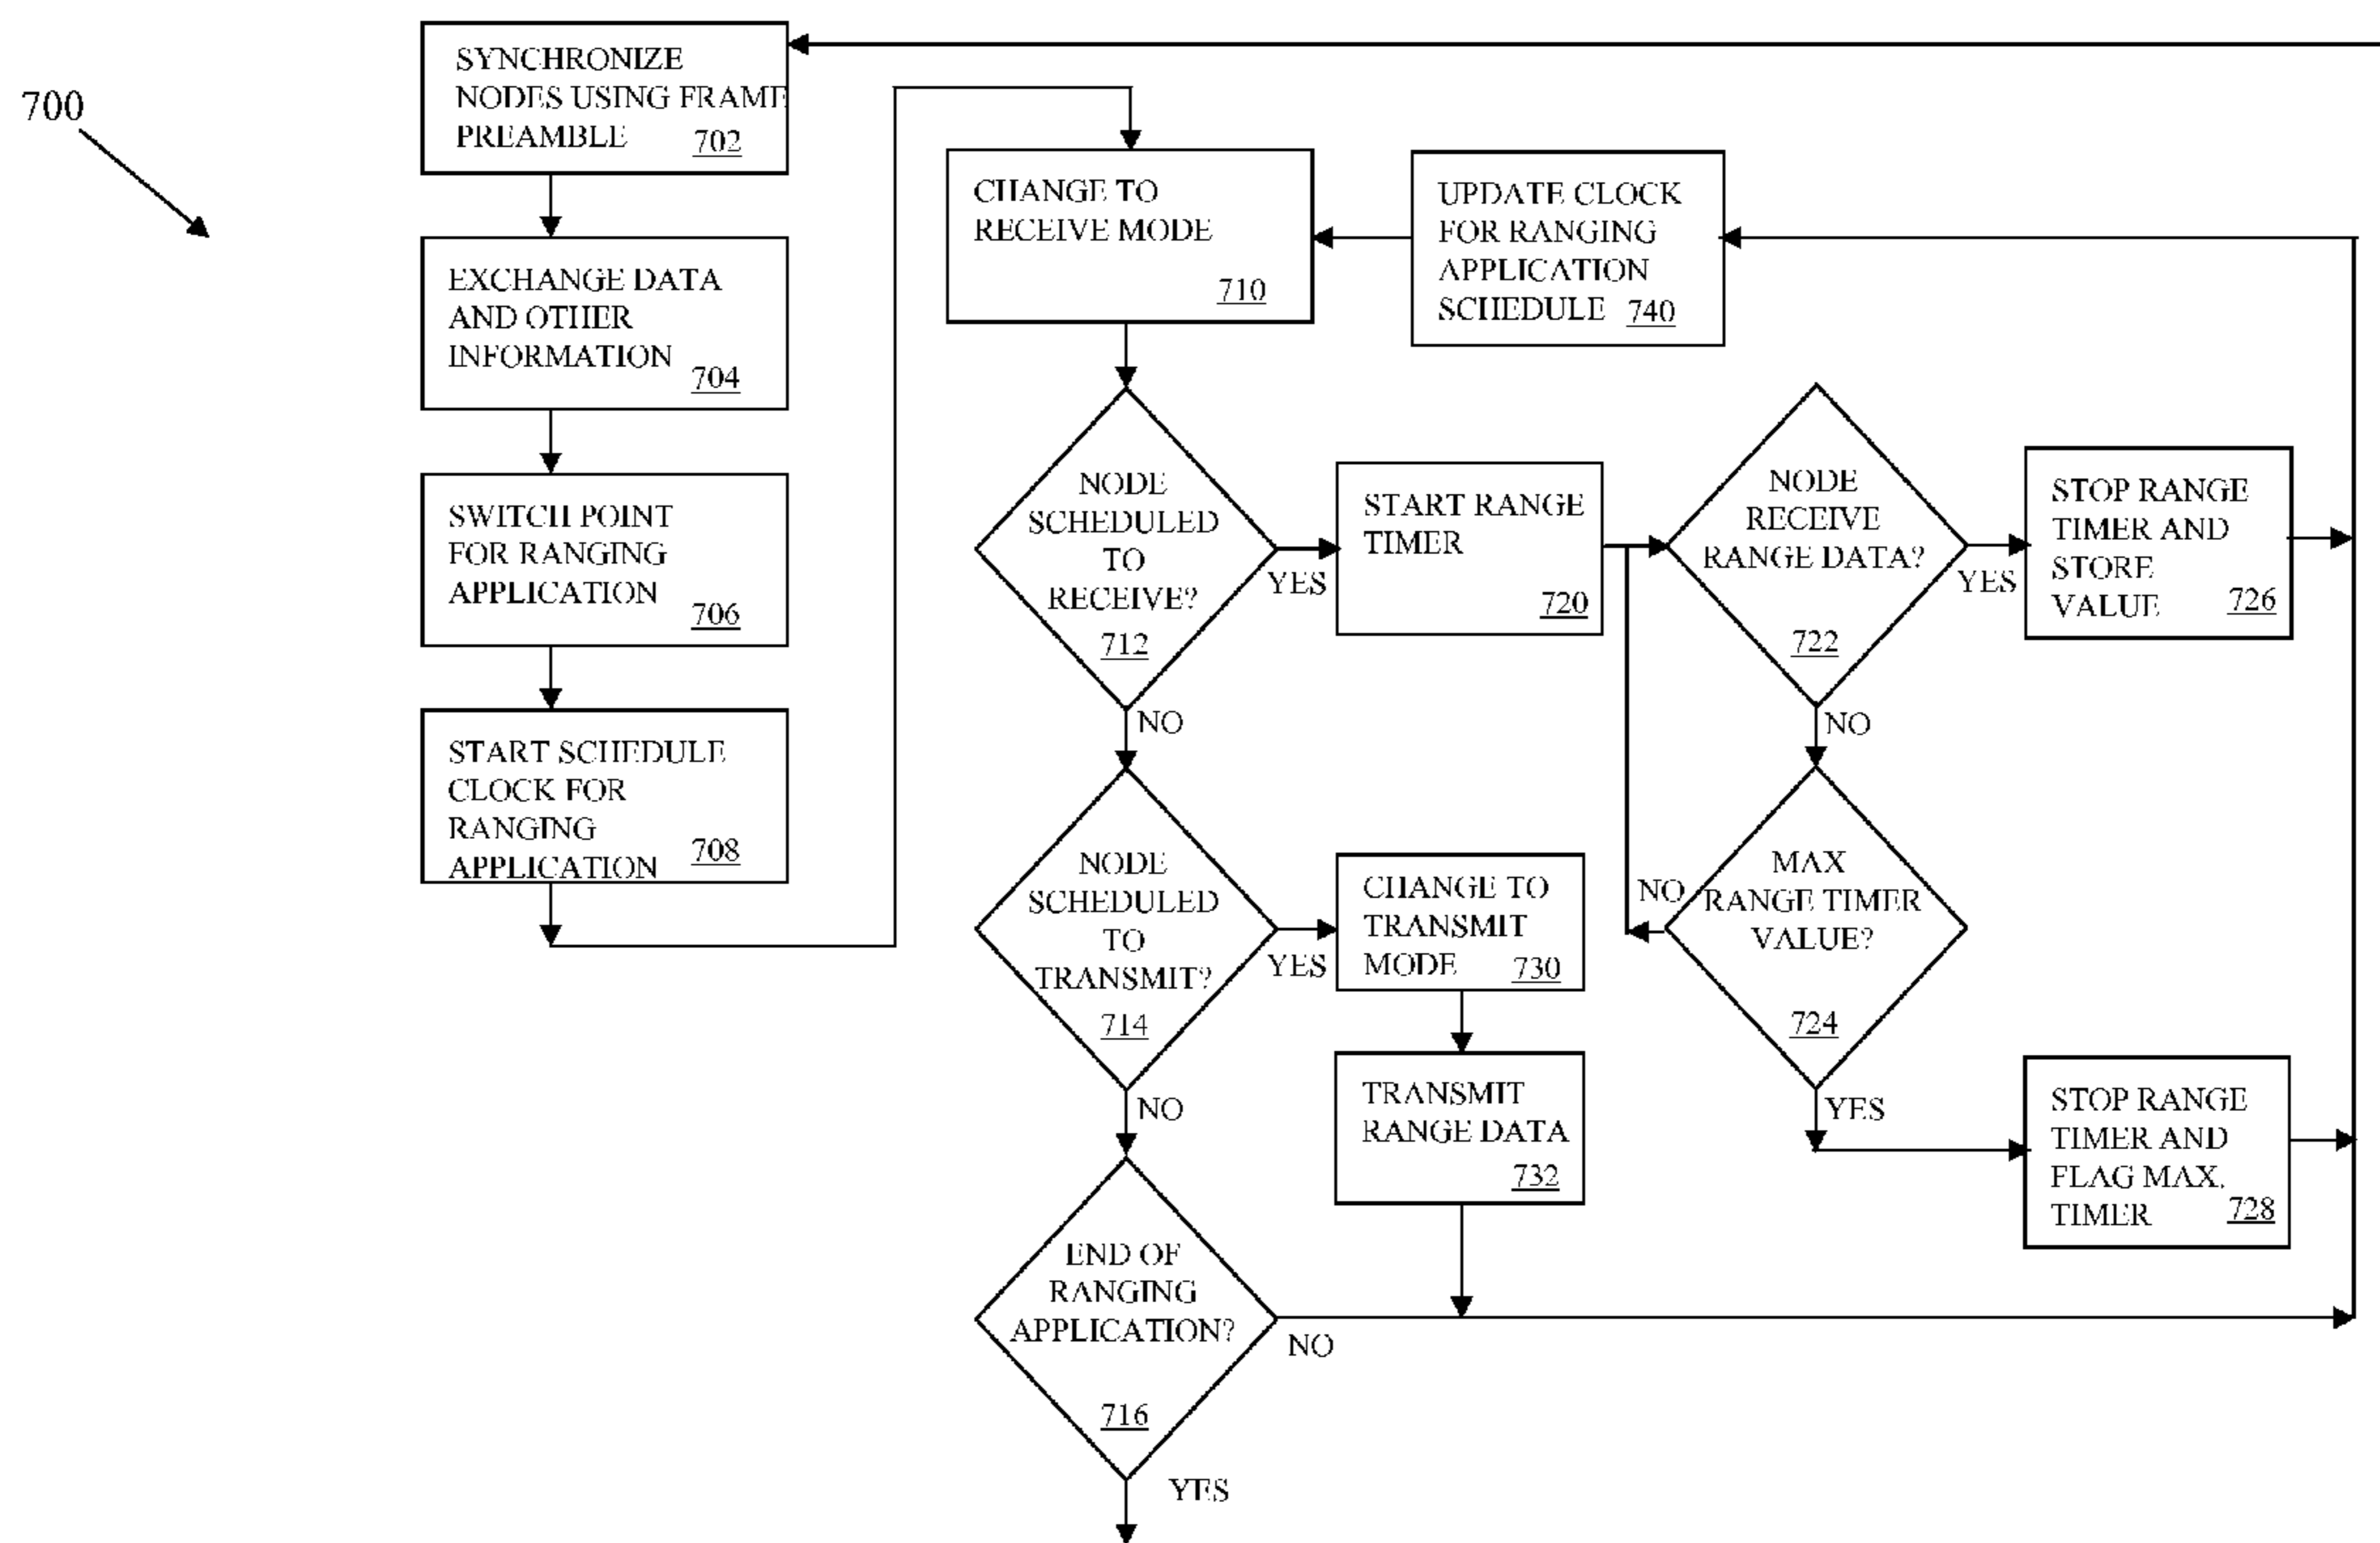 700
SYNCHRONIZE
NODES USING FRAME
PREAMBLE 702
EXCHANGE DATA
AND OTHER
INFORMATION
704
SWITCH POINT
FOR RANGING
APPLICATION
706
START SCHEDULE
CLOCK FOR
RANGING
APPLICATION 708
CHANGE TO
RECEIVE MODE
710
UPDATE CLOCK
FOR RANGING
APPLICATION
SCHEDULE 740
NODE
SCHEDULED
TO
RECEIVE?
712
YES
NO
START RANGE
TIMER
720
NODE
RECEIVE
RANGE DATA?
722
YES
NO
STOP RANGE
TIMER AND
STORE
VALUE 726
NODE
SCHEDULED
TO
TRANSMIT?
714
YES
NO
CHANGE TO
TRANSMIT
MODE 730
TRANSMIT
RANGE DATA
732
MAX
RANGE TIMER
VALUE?
724
NO
YES
STOP RANGE
TIMER AND
FLAG MAX.
TIMER 728
END OF
RANGING
APPLICATION?
716
NO
YES